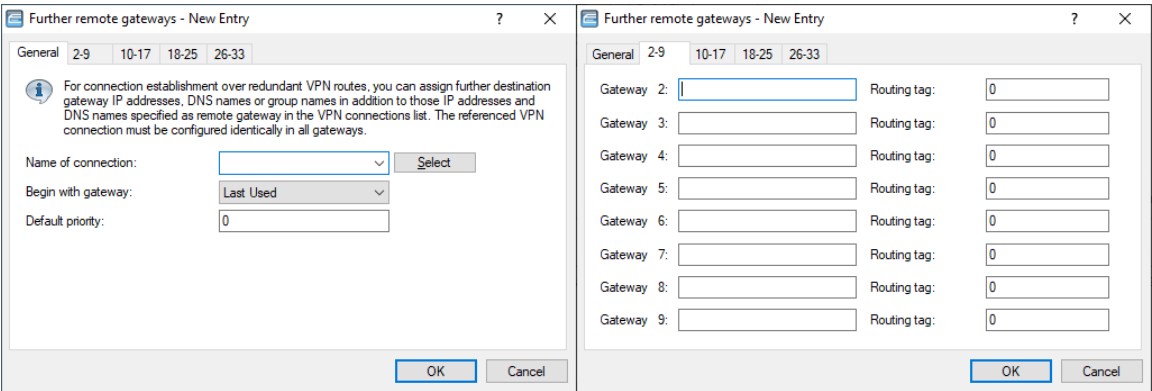 Further remote gateways - New Entry ? ×
General 2-9 10-17 18-25 26-33
For connection establishment over redundant VPN routes, you can assign further destination
gateway IP addresses, DNS names or group names in addition to those IP addresses and
DNS names specified as remote gateway in the VPN connections list. The referenced VPN
connection must be configured identically in all gateways.
Name of connection: Select
Begin with gateway: Last Used
Default priority: 0
OK Cancel
Further remote gateways - New Entry ? ×
General 2-9 10-17 18-25 26-33
Gateway 2: Routing tag: 0
Gateway 3: Routing tag: 0
Gateway 4: Routing tag: 0
Gateway 5: Routing tag: 0
Gateway 6: Routing tag: 0
Gateway 7: Routing tag: 0
Gateway 8: Routing tag: 0
Gateway 9: Routing tag: 0
OK Cancel